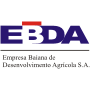 EBDA
Empresa Baiana de
Desenvolvimento Agrícola S.A.